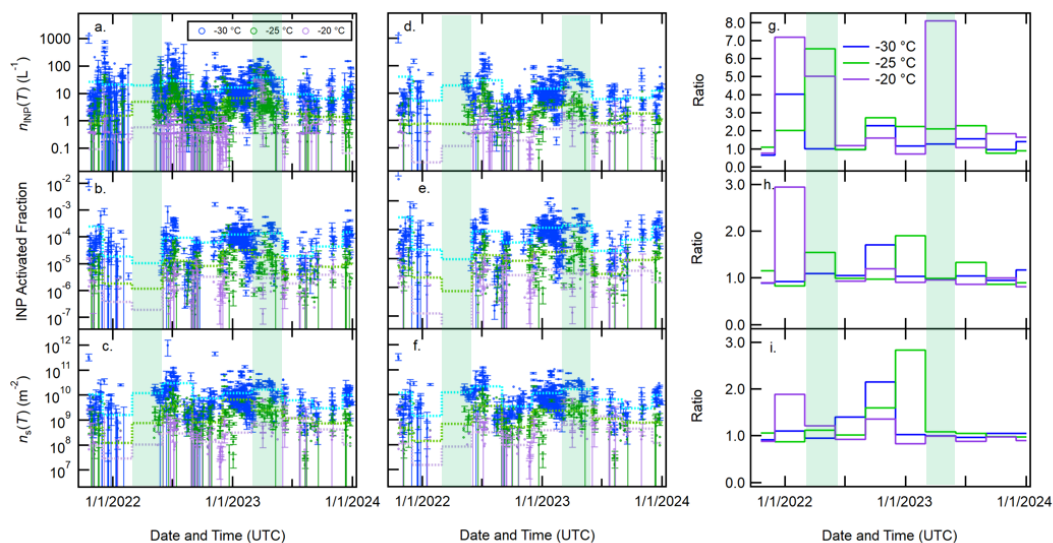 a.
-30 °C -25 °C -20 °C
1000
100
10
1
0.1
nINP(T) (L⁻¹)
b.
10⁻²
10⁻³
10⁻⁴
10⁻⁵
10⁻⁶
10⁻⁷
INP Activated Fraction
c.
10¹²
10¹¹
10¹⁰
10⁹
10⁸
10⁷
ns(T) (m⁻²)
1/1/2022 1/1/2023 1/1/2024
Date and Time (UTC)
d.
e.
f.
1/1/2022 1/1/2023 1/1/2024
Date and Time (UTC)
g.
-30 °C
-25 °C
-20 °C
8.0
7.0
6.0
5.0
4.0
3.0
2.0
1.0
0.0
Ratio
h.
3.0
2.0
1.0
0.0
Ratio
i.
3.0
2.0
1.0
0.0
Ratio
1/1/2022 1/1/2023 1/1/2024
Date and Time (UTC)